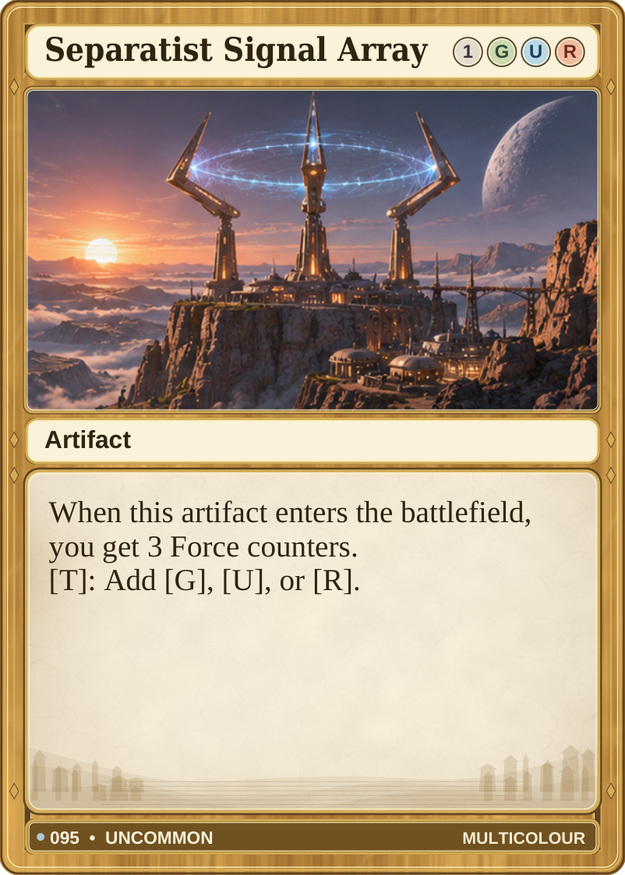 Separatist Signal Array 1 G U R
Artifact
When this artifact enters the battlefield,
you get 3 Force counters.
[T]: Add [G], [U], or [R].
095 • UNCOMMON MULTICOLOUR